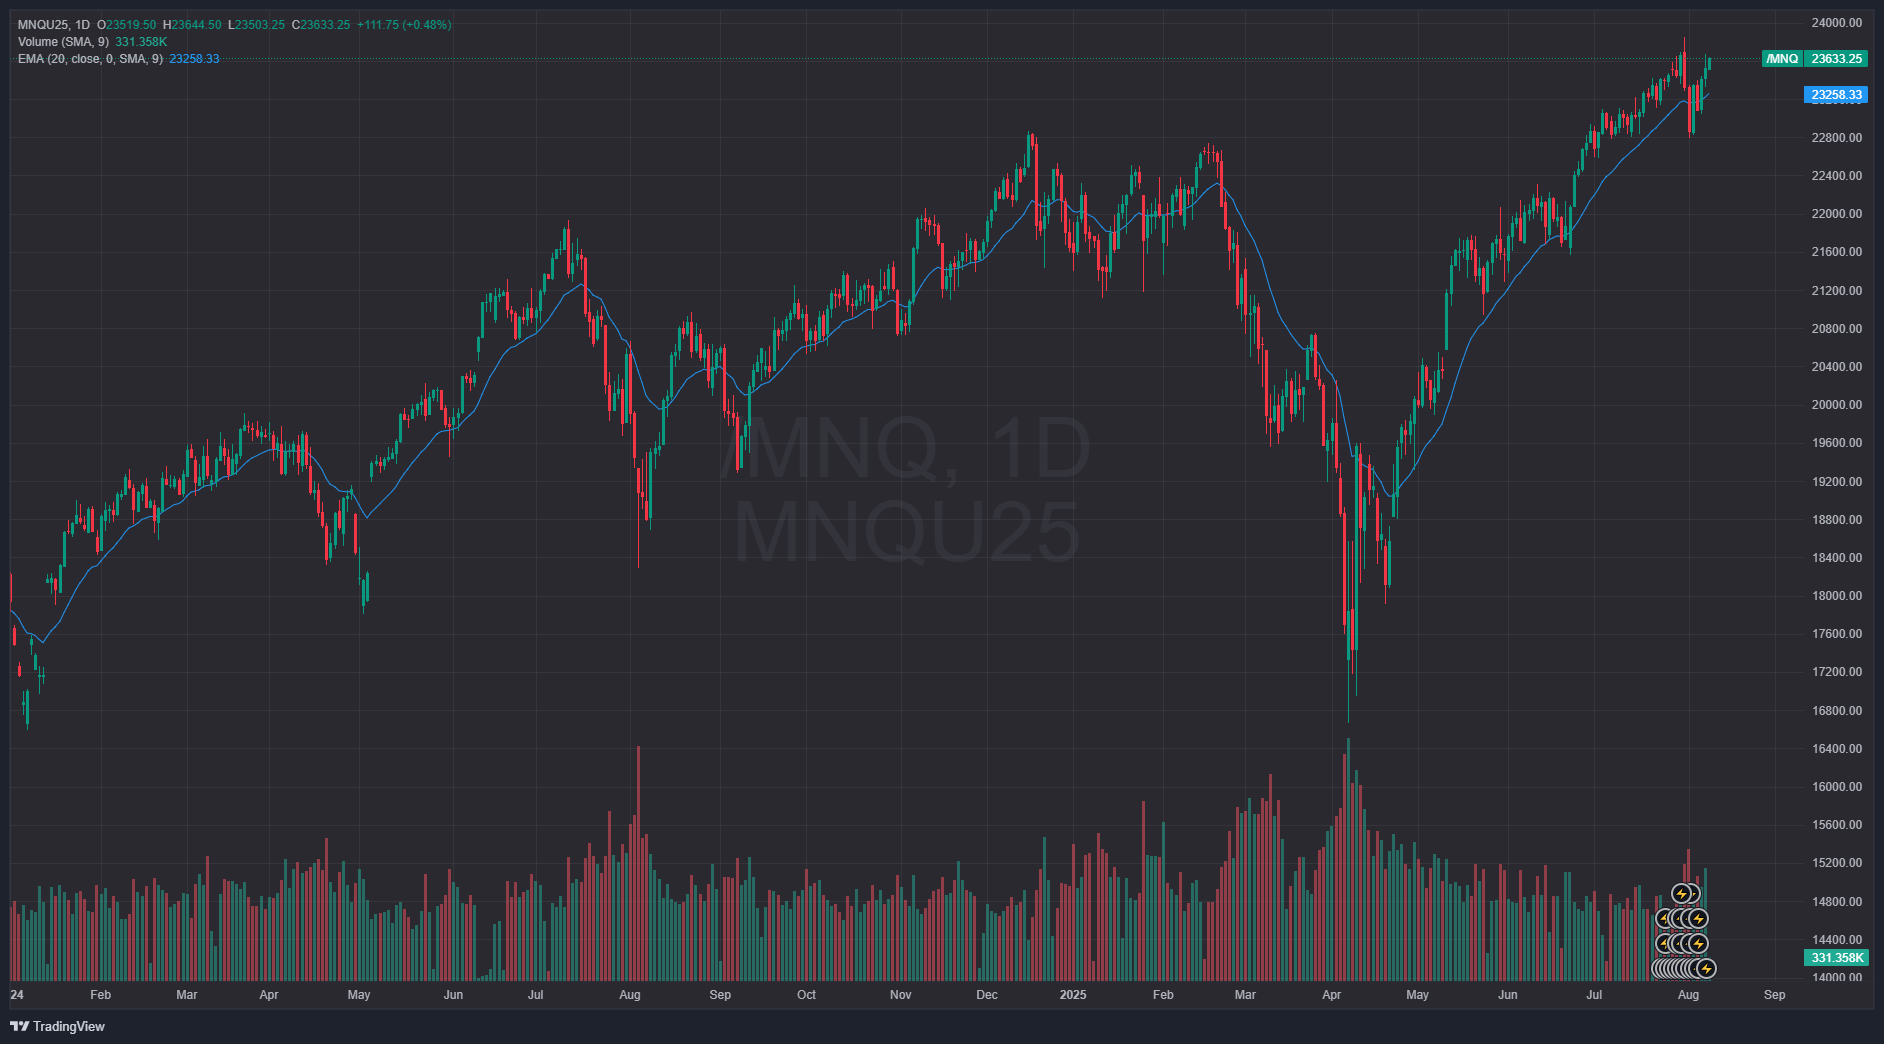 MNQU25, 1D O23519.50 H23644.50 L23503.25 C23633.25 +111.75 (+0.48%)
Volume (SMA, 9) 331.358K
EMA (20, close, 0, SMA, 9) 23258.33
/MNQ, 1D
MNQU25
24000.00
/MNQ 23633.25
23258.33
22800.00
22400.00
22000.00
21600.00
21200.00
20800.00
20400.00
20000.00
19600.00
19200.00
18800.00
18400.00
18000.00
17600.00
17200.00
16800.00
16400.00
16000.00
15600.00
15200.00
14800.00
14400.00
331.358K
14000.00
24 Feb Mar Apr May Jun Jul Aug Sep Oct Nov Dec 2025 Feb Mar Apr May Jun Jul Aug Sep
TradingView